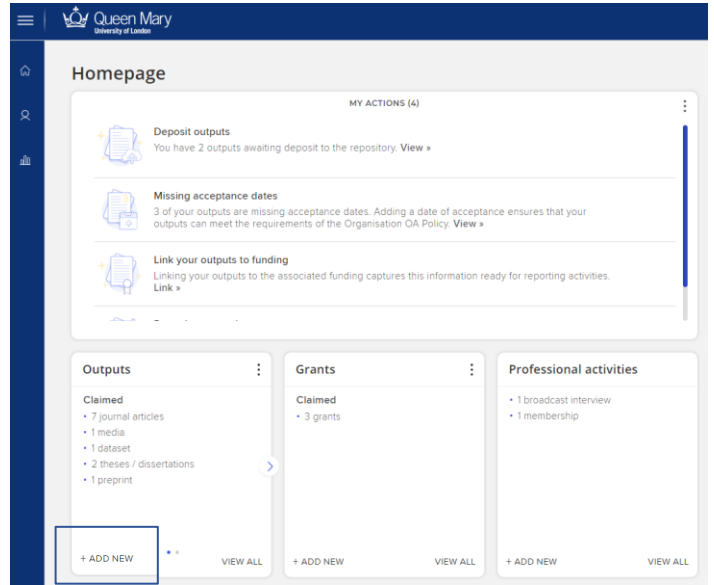 Queen Mary
University of London
Homepage
MY ACTIONS (4)
Deposit outputs
You have 2 outputs awaiting deposit to the repository. View »
Missing acceptance dates
3 of your outputs are missing acceptance dates. Adding a date of acceptance ensures that your
outputs can meet the requirements of the Organisation OA Policy. View »
Link your outputs to funding
Linking your outputs to the associated funding captures this information ready for reporting activities.
Link »
Outputs
Claimed
• 7 journal articles
• 1 media
• 1 dataset
• 2 theses / dissertations
• 1 preprint
+ ADD NEW
VIEW ALL
Grants
Claimed
• 3 grants
+ ADD NEW
VIEW ALL
Professional activities
• 1 broadcast interview
• 1 membership
+ ADD NEW
VIEW ALL